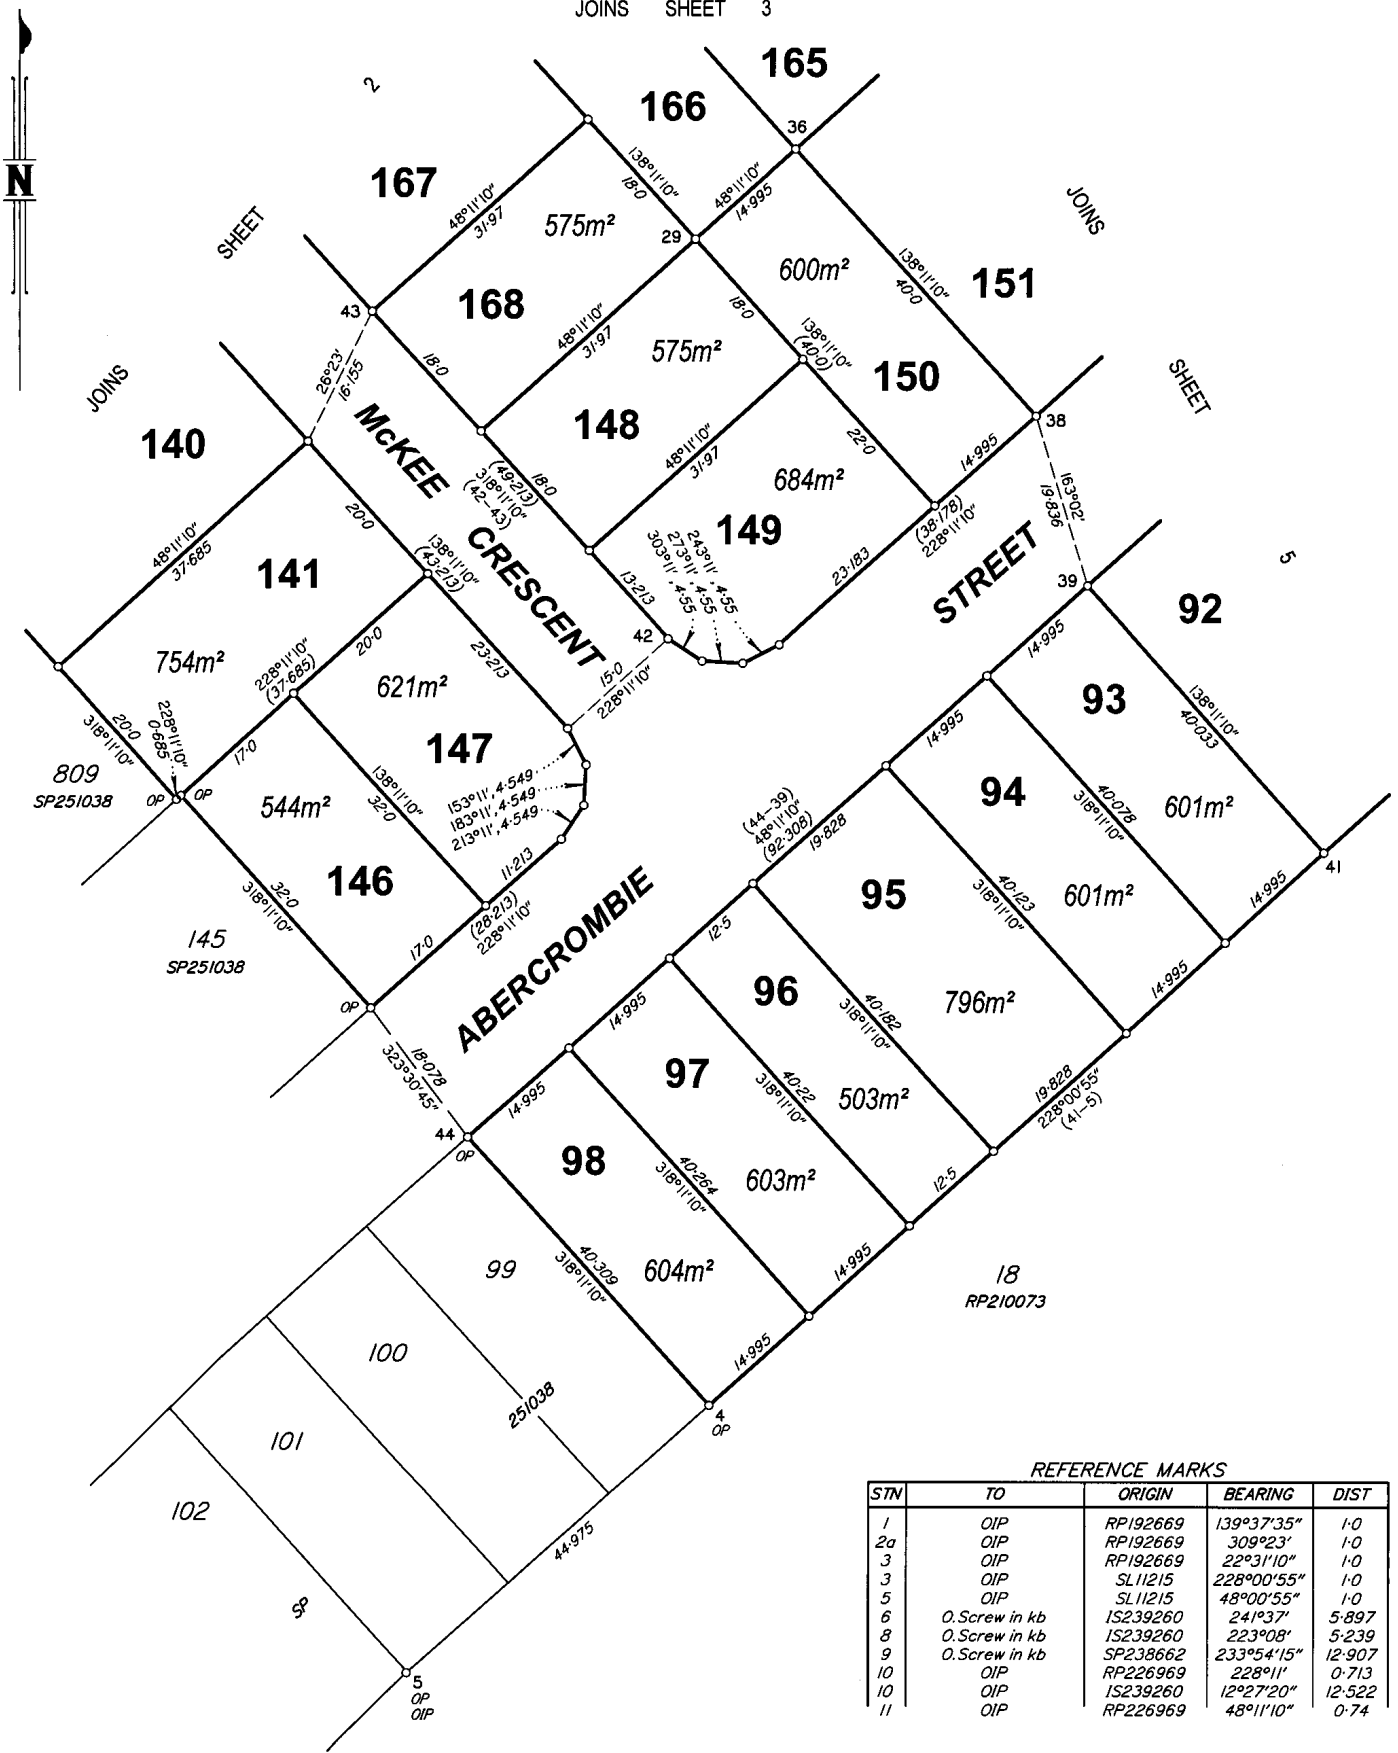 JOINS SHEET 3
N
2
SHEET
JOINS
165
166
167
36
138°11'10"
18·0
48°11'10"
14·995
48°11'10"
31·97
575m²
29
600m²
JOINS
138°11'10"
40·0
151
168
43
18·0
48°11'10"
31·97
18·0
575m²
138°11'10"
(40·0)
150
SHEET
5
26°23'
16·155
140
McKEE
CRESCENT
148
48°11'10"
31·97
22·0
14·995
38
18·0
(49·213)
318°11'10"
(42–43)
684m²
149
163°02'
19·836
20·0
48°11'10"
37·685
138°11'10"
(43·213)
243°11', 4·55
273°11', 4·55
303°11', 4·55
(38·178)
228°11'10"
23·183
STREET
13·213
39
92
141
42
15·0
228°11'10"
14·995
93
754m²
228°11'10"
(37·685)
20·0
621m²
23·213
138°11'10"
40·033
20·0
318°11'10"
228°11'10"
0·685
17·0
147
14·995
809
SP251038
OP
OP
544m²
138°11'10"
32·0
153°11', 4·549
183°11', 4·549
213°11', 4·549
94
40·078
318°11'10"
601m²
(44–39)
48°11'10"
(92·308)
19·828
41
146
32·0
318°11'10"
11·213
(28·213)
228°11'10"
17·0
95
40·123
318°11'10"
601m²
14·995
145
SP251038
ABERCROMBIE
12·5
96
40·182
318°11'10"
796m²
14·995
OP
14·995
18·078
323°30'45"
97
40·22
318°11'10"
503m²
19·828
228°00'55"
(41–5)
14·995
44
OP
98
40·264
318°11'10"
603m²
12·5
99
40·309
318°11'10"
604m²
14·995
18
RP210073
100
14·995
251038
4
OP
101
102
44·975
SP
5
OP
OIP
REFERENCE MARKS
STN TO ORIGIN BEARING DIST
1 OIP RP192669 139°37'35" 1·0
2a OIP RP192669 309°23' 1·0
3 OIP RP192669 22°31'10" 1·0
3 OIP SL11215 228°00'55" 1·0
5 OIP SL11215 48°00'55" 1·0
6 O.Screw in kb IS239260 241°37' 5·897
8 O.Screw in kb IS239260 223°08' 5·239
9 O.Screw in kb SP238662 233°54'15" 12·907
10 OIP RP226969 228°11' 0·713
10 OIP IS239260 12°27'20" 12·522
11 OIP RP226969 48°11'10" 0·74